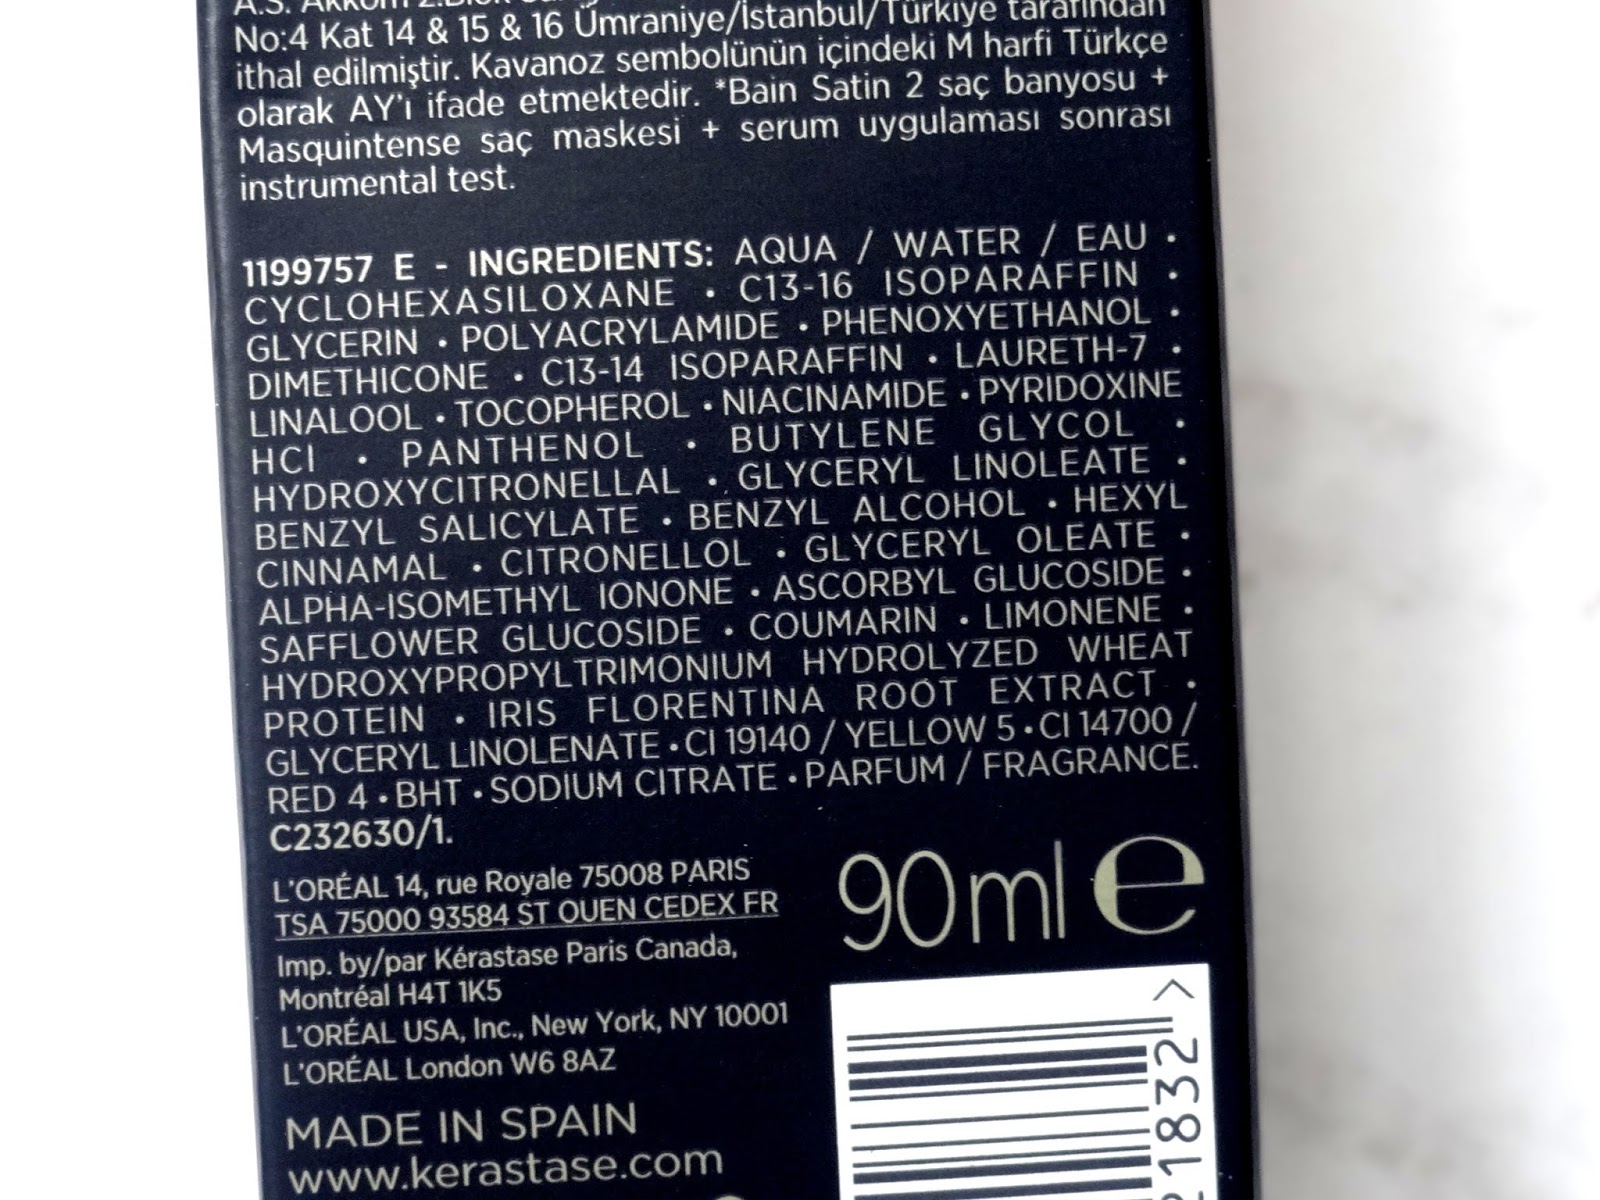 No:4 Kat 14 & 15 & 16 Ümraniye/İstanbul/Türkiye tarafından
ithal edilmiştir. Kavanoz sembolünün içindeki M harfi Türkçe
olarak AY'ı ifade etmektedir. *Bain Satin 2 saç banyosu +
Masquintense saç maskesi + serum uygulaması sonrası
instrumental test.
1199757 E - INGREDIENTS: AQUA / WATER / EAU •
CYCLOHEXASILOXANE • C13-16 ISOPARAFFIN •
GLYCERIN • POLYACRYLAMIDE • PHENOXYETHANOL •
DIMETHICONE • C13-14 ISOPARAFFIN • LAURETH-7 •
LINALOOL • TOCOPHEROL • NIACINAMIDE • PYRIDOXINE
HCI • PANTHENOL • BUTYLENE GLYCOL •
HYDROXYCITRONELLAL • GLYCERYL LINOLEATE •
BENZYL SALICYLATE • BENZYL ALCOHOL • HEXYL
CINNAMAL • CITRONELLOL • GLYCERYL OLEATE •
ALPHA-ISOMETHYL IONONE • ASCORBYL GLUCOSIDE •
SAFFLOWER GLUCOSIDE • COUMARIN • LIMONENE •
HYDROXYPROPYLTRIMONIUM HYDROLYZED WHEAT
PROTEIN • IRIS FLORENTINA ROOT EXTRACT •
GLYCERYL LINOLENATE • CI 19140 / YELLOW 5 • CI 14700 /
RED 4 • BHT • SODIUM CITRATE • PARFUM / FRAGRANCE.
C232630/1.
L'ORÉAL 14, rue Royale 75008 PARIS
TSA 75000 93584 ST OUEN CEDEX FR
Imp. by/par Kérastase Paris Canada,
Montréal H4T 1K5
L'ORÉAL USA, Inc., New York, NY 10001
L'ORÉAL London W6 8AZ
MADE IN SPAIN
www.kerastase.com
90ml e
21832 >